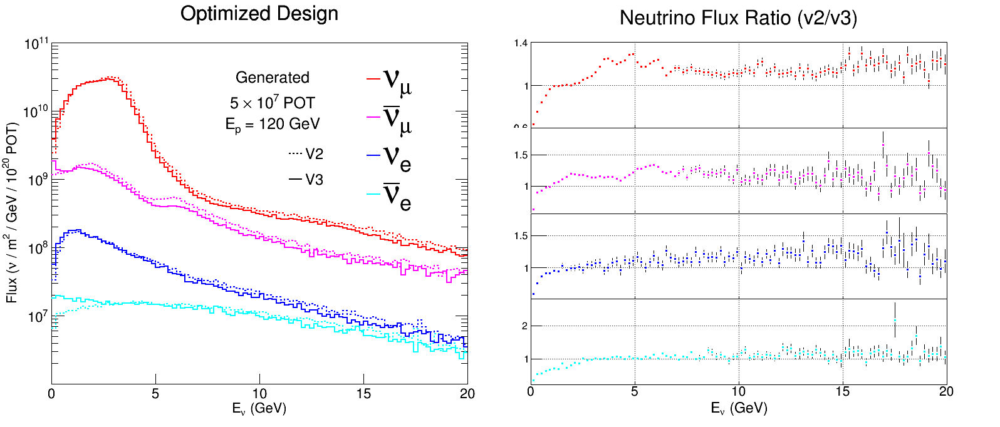 Optimized Design
Flux (ν / m² / GeV / 10²⁰ POT)
10¹¹
10¹⁰
10⁹
10⁸
10⁷
Generated
5 × 10⁷ POT
Eₚ = 120 GeV
V2
V3
ν_μ
ν̅_μ
ν_e
ν̅_e
0 5 10 15 20
E_ν (GeV)
Neutrino Flux Ratio (v2/v3)
1.4
1
1.5
1
1.5
1
2
1
0 5 10 15 20
E_ν (GeV)